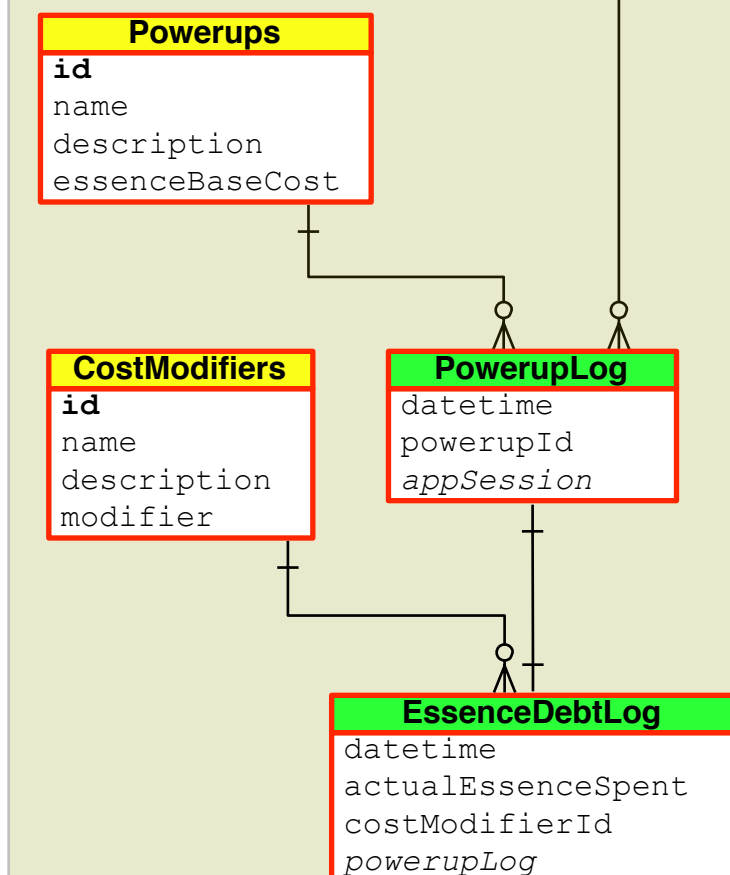 Powerups
id
name
description
essenceBaseCost
CostModifiers
id
name
description
modifier
PowerupLog
datetime
powerupId
appSession
EssenceDebtLog
datetime
actualEssenceSpent
costModifierId
powerupLog